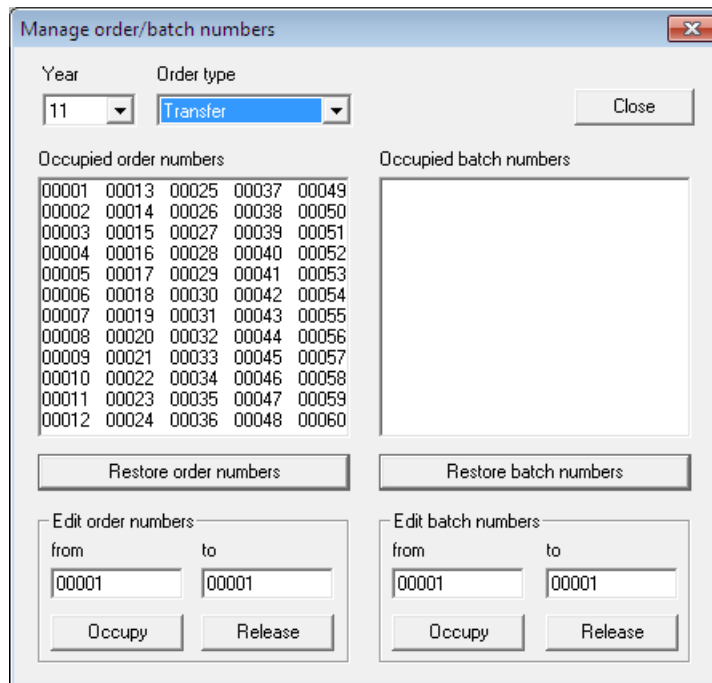 Manage order/batch numbers
Year Order type
11 Transfer Close
Occupied order numbers Occupied batch numbers
00001 00013 00025 00037 00049
00002 00014 00026 00038 00050
00003 00015 00027 00039 00051
00004 00016 00028 00040 00052
00005 00017 00029 00041 00053
00006 00018 00030 00042 00054
00007 00019 00031 00043 00055
00008 00020 00032 00044 00056
00009 00021 00033 00045 00057
00010 00022 00034 00046 00058
00011 00023 00035 00047 00059
00012 00024 00036 00048 00060
Restore order numbers Restore batch numbers
Edit order numbers Edit batch numbers
from to from to
00001 00001 00001 00001
Occupy Release Occupy Release